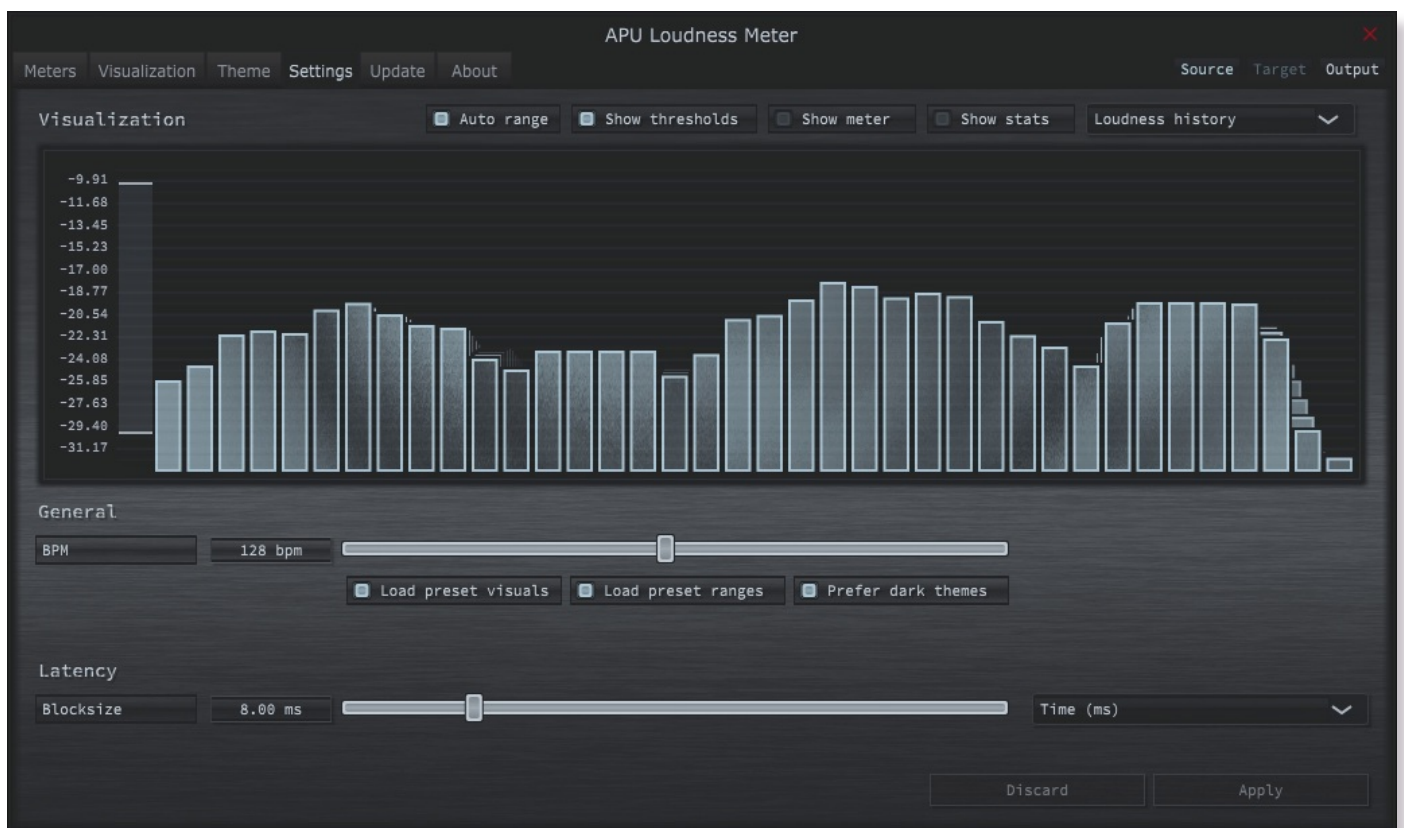 APU Loudness Meter
Meters Visualization Theme Settings Update About Source Target Output
Visualization Auto range Show thresholds Show meter Show stats Loudness history
-9.91
-11.68
-13.45
-15.23
-17.00
-18.77
-20.54
-22.31
-24.08
-25.85
-27.63
-29.40
-31.17
General
BPM 128 bpm
Load preset visuals Load preset ranges Prefer dark themes
Latency
Blocksize 8.00 ms Time (ms)
Discard Apply